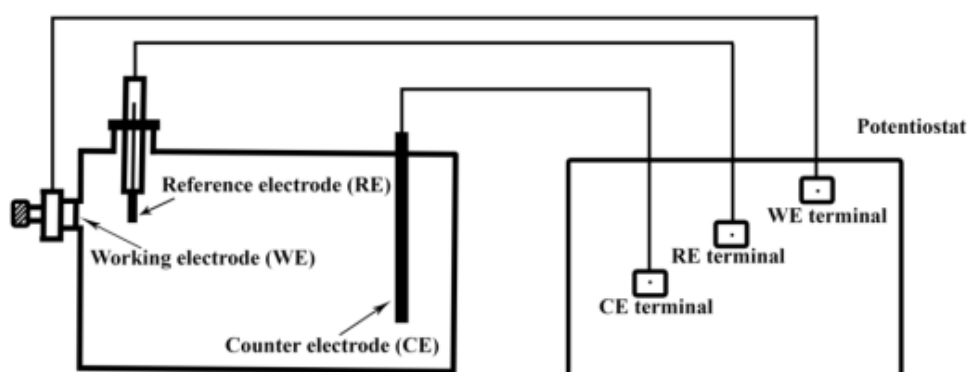 Potentiostat
Reference electrode (RE)
WE terminal
Working electrode (WE)
RE terminal
CE terminal
Counter electrode (CE)